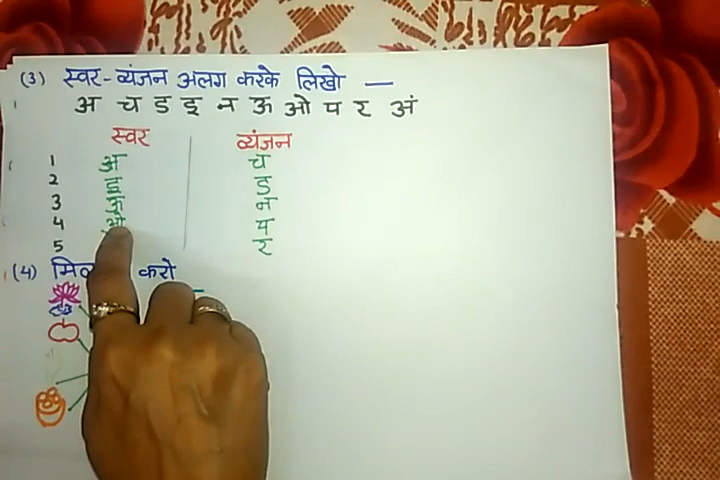 (3) स्वर-व्यंजन अलग करके लिखो —
अ च ड इ न ऊ ओ प र अं
स्वर व्यंजन
1 अ च
2 इ ड
3 ऊ न
4 ओ प
5 र
(4) करो